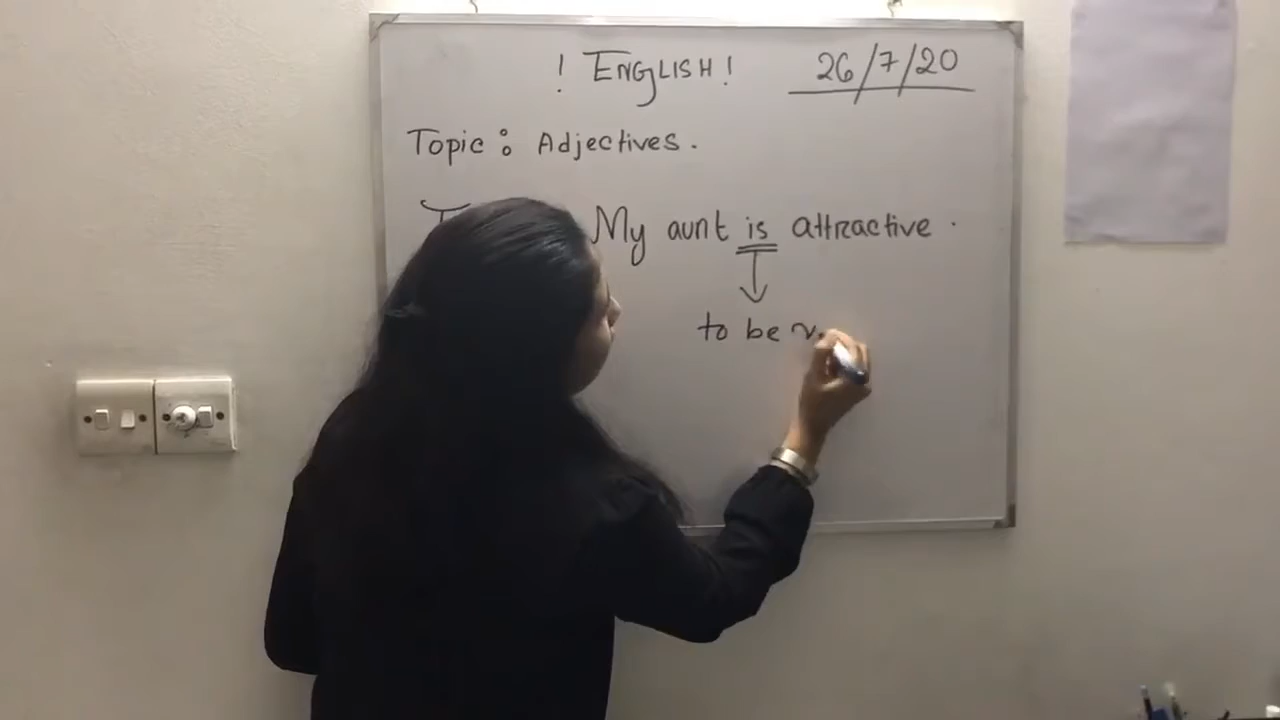 ! ENGLISH! 26/7/20
Topic: Adjectives.
My aunt is attractive.
to be